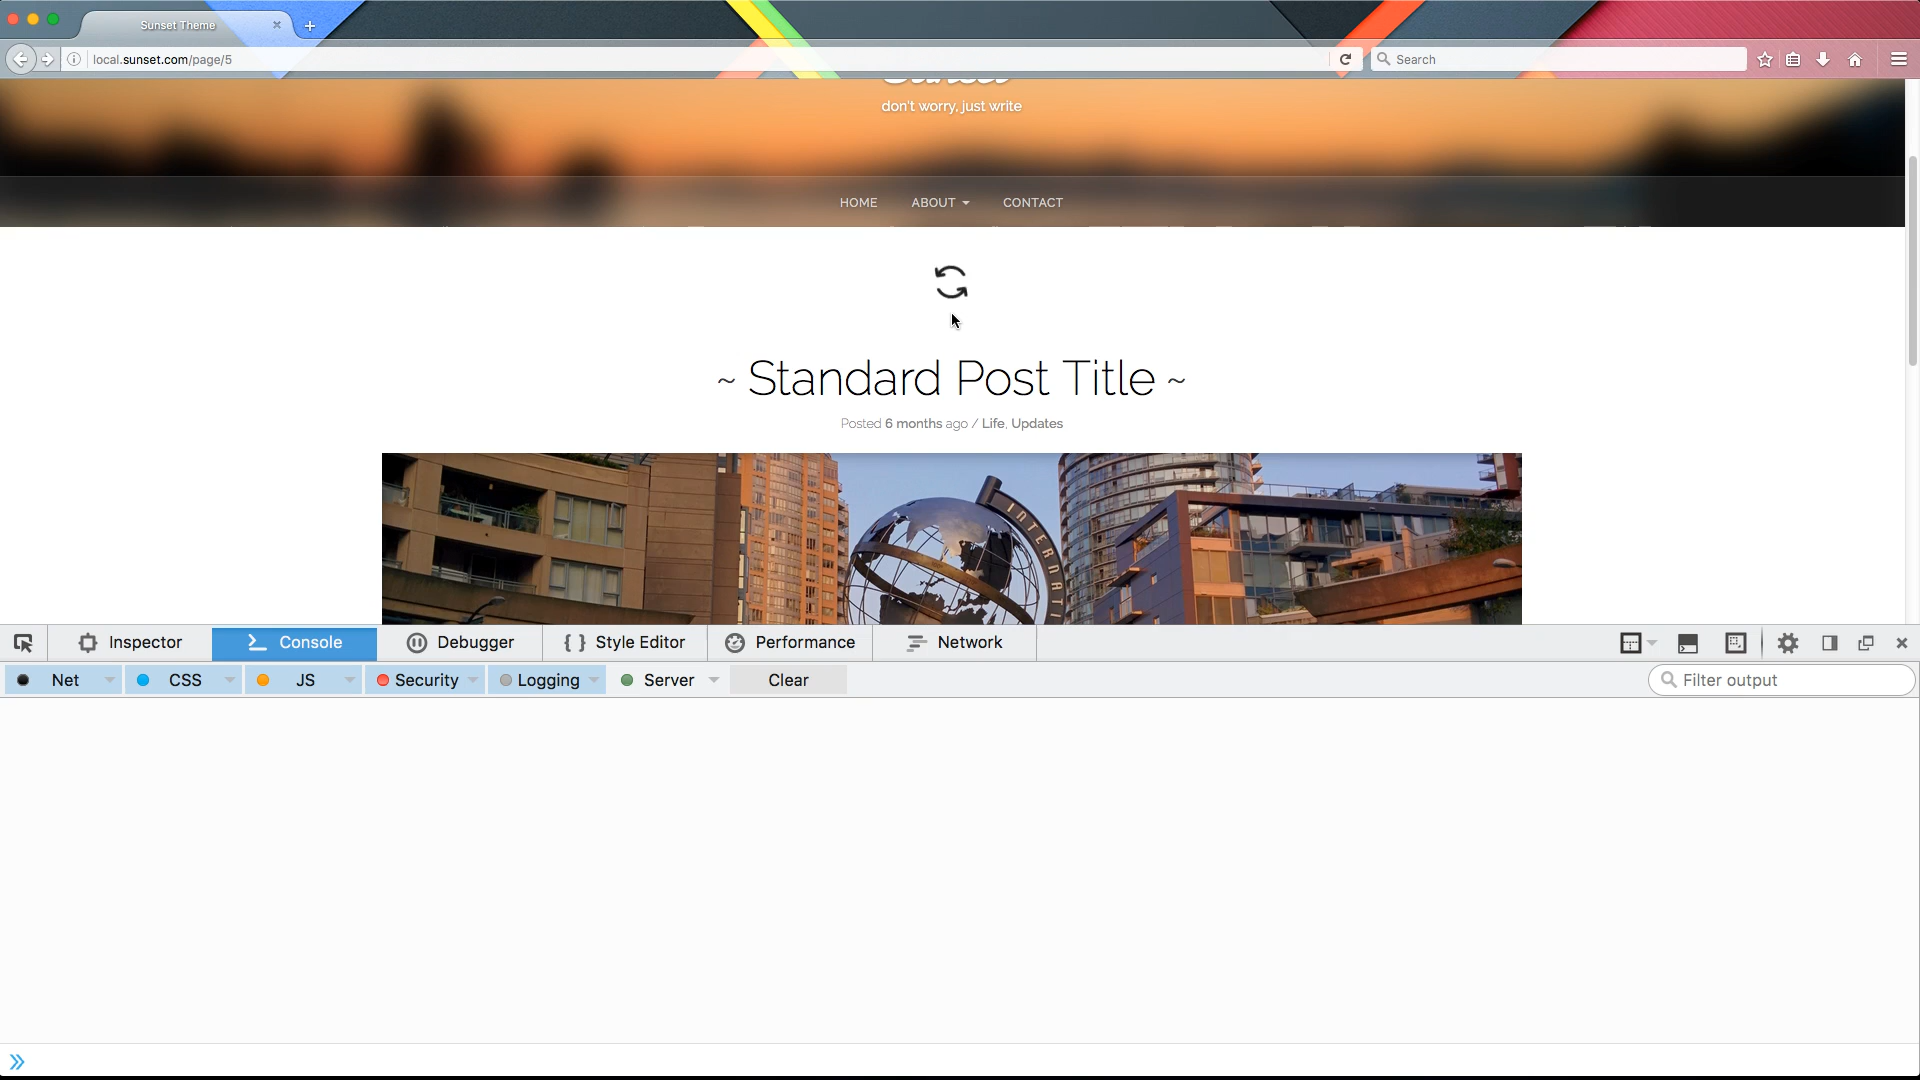 Sunset Theme
local.sunset.com/page/5
Search
Sunset
don't worry, just write
HOME
ABOUT
CONTACT
~ Standard Post Title ~
Posted 6 months ago / Life, Updates
INTERNATI
Inspector
Console
Debugger
Style Editor
Performance
Network
Net
CSS
JS
Security
Logging
Server
Clear
Filter output